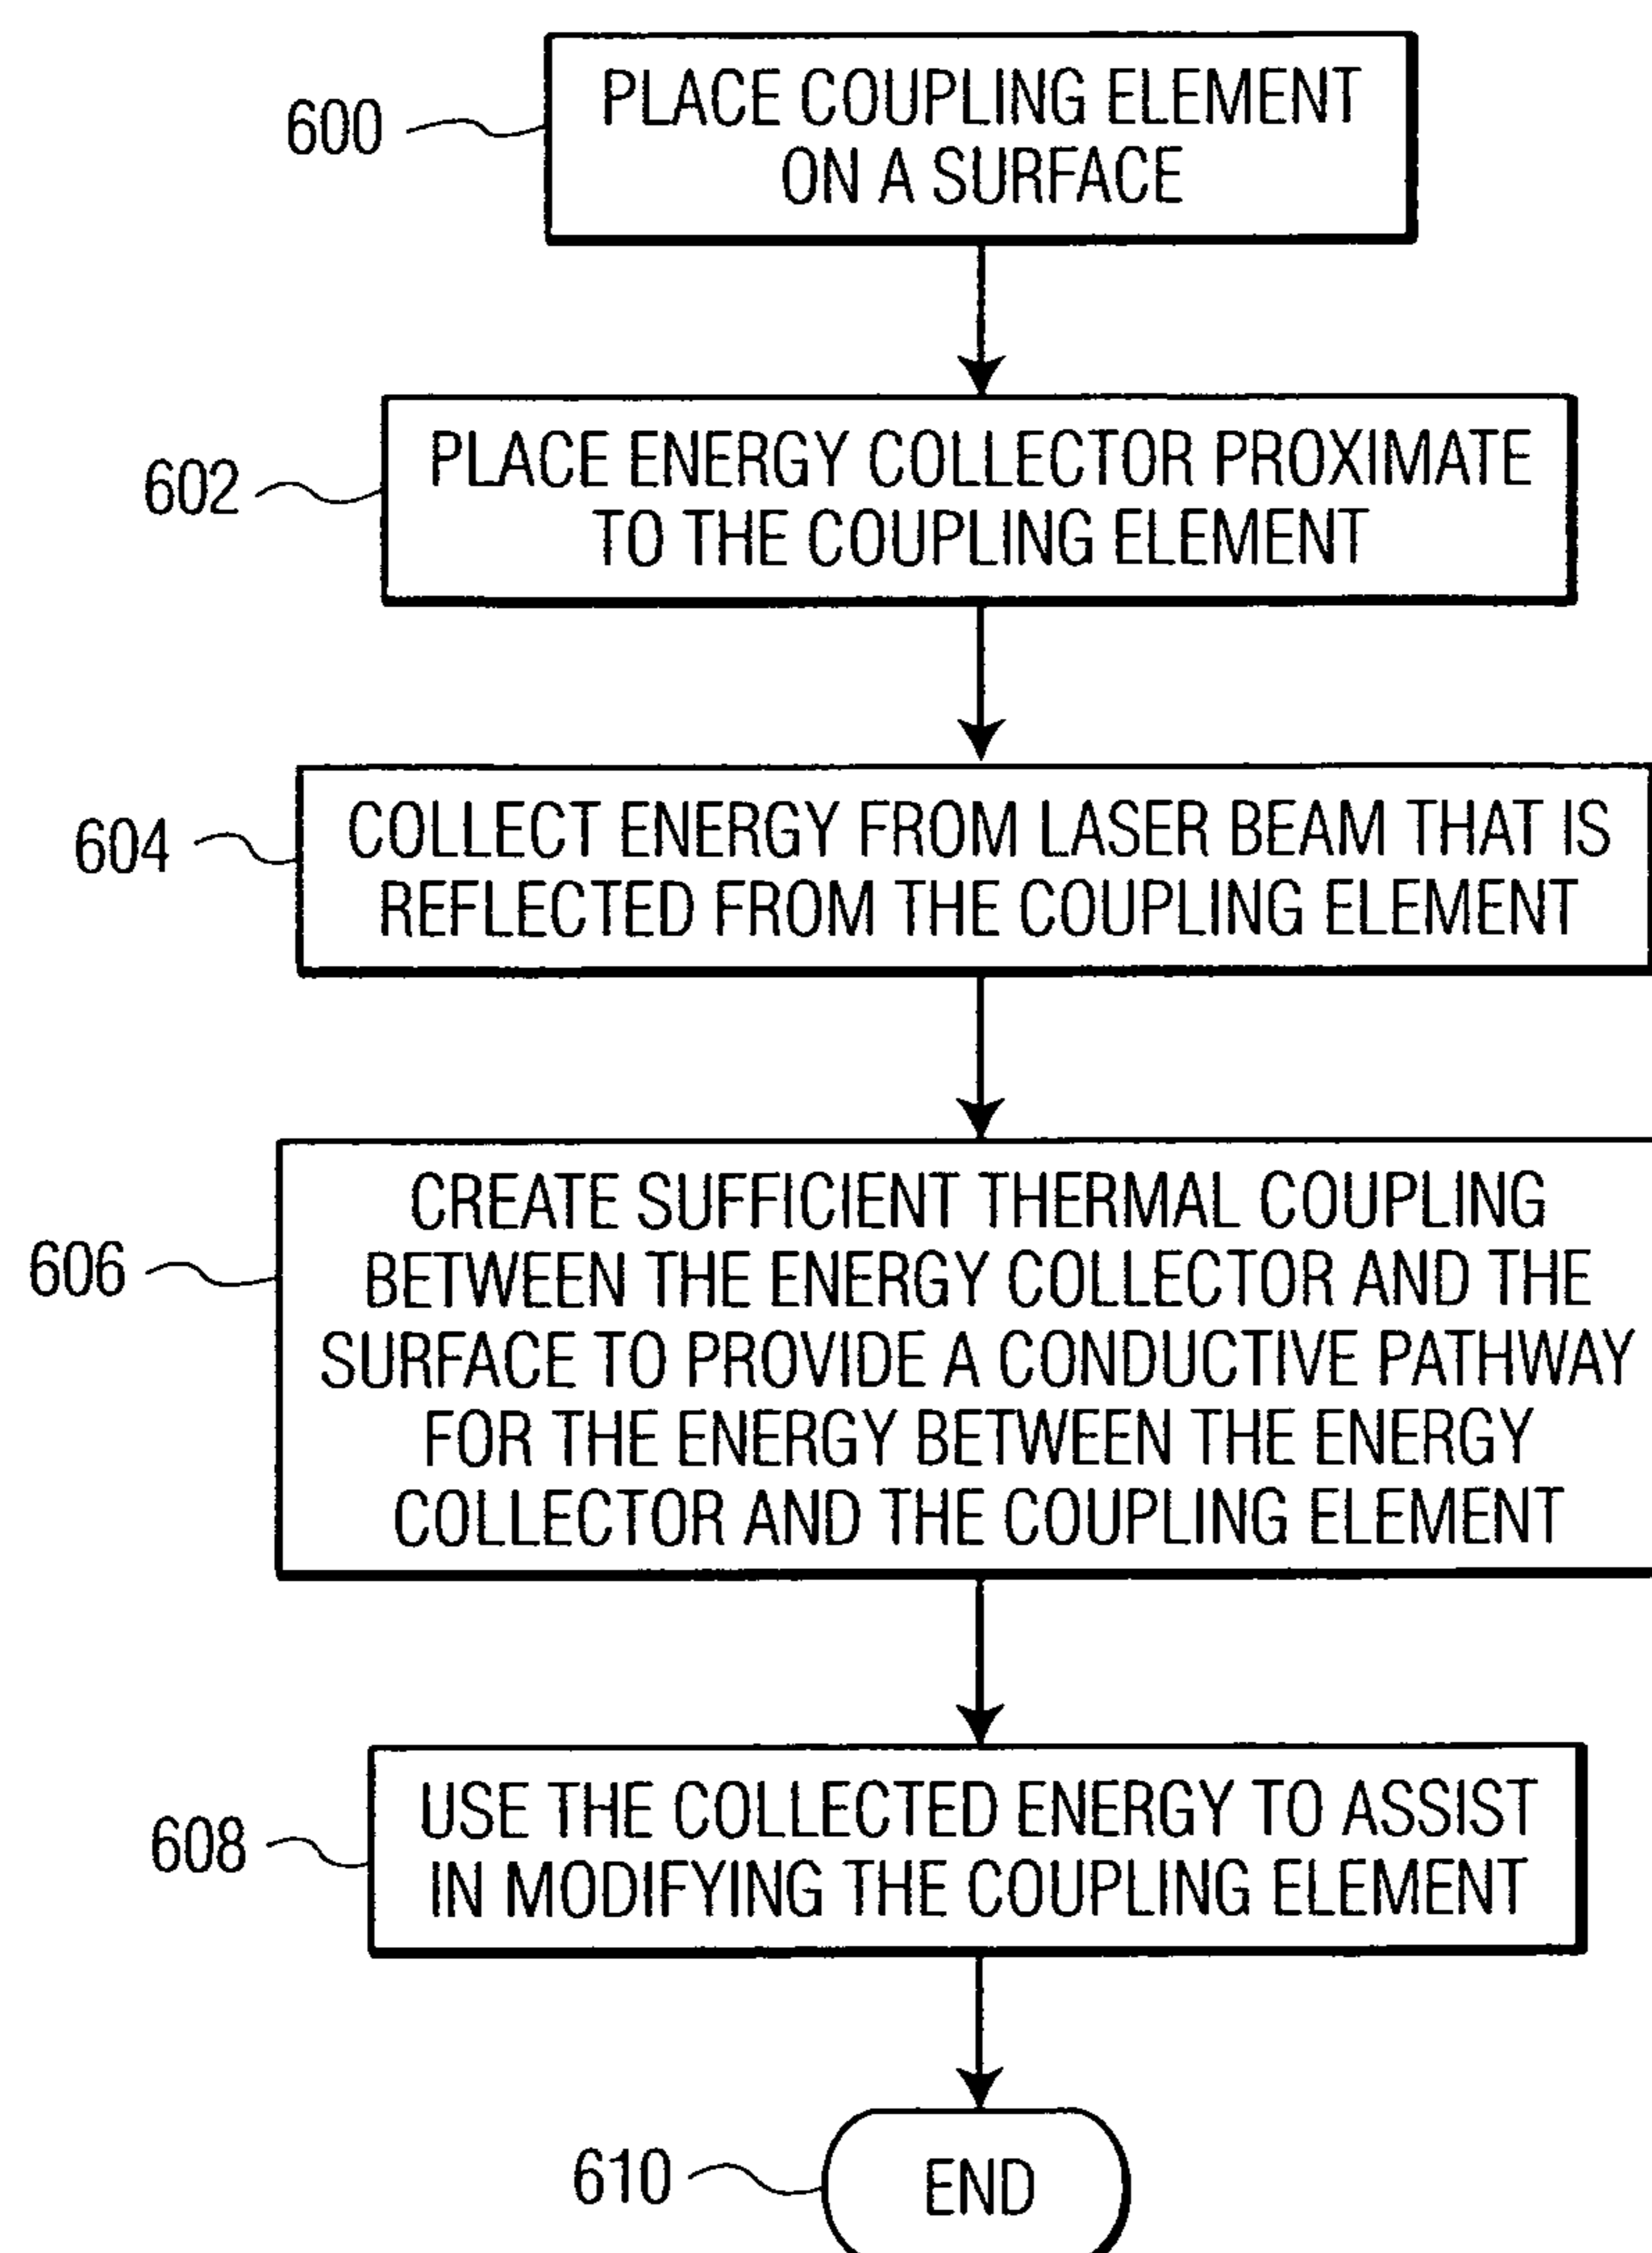 600
PLACE COUPLING ELEMENT
ON A SURFACE
602
PLACE ENERGY COLLECTOR PROXIMATE
TO THE COUPLING ELEMENT
604
COLLECT ENERGY FROM LASER BEAM THAT IS
REFLECTED FROM THE COUPLING ELEMENT
606
CREATE SUFFICIENT THERMAL COUPLING
BETWEEN THE ENERGY COLLECTOR AND THE
SURFACE TO PROVIDE A CONDUCTIVE PATHWAY
FOR THE ENERGY BETWEEN THE ENERGY
COLLECTOR AND THE COUPLING ELEMENT
608
USE THE COLLECTED ENERGY TO ASSIST
IN MODIFYING THE COUPLING ELEMENT
610
END